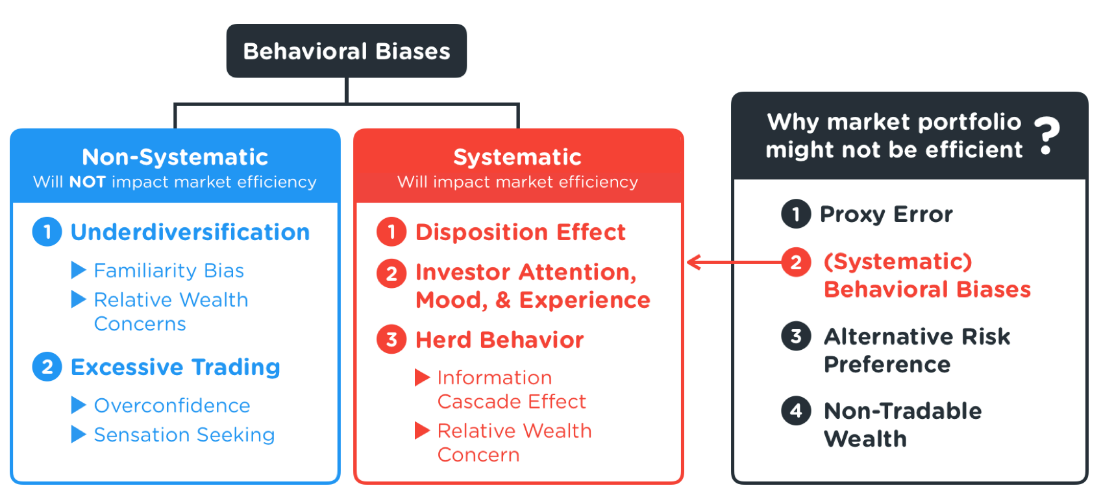 Behavioral Biases
Non-Systematic
Will NOT impact market efficiency
1 Underdiversification
Familiarity Bias
Relative Wealth
Concerns
2 Excessive Trading
Overconfidence
Sensation Seeking
Systematic
Will impact market efficiency
1 Disposition Effect
2 Investor Attention,
Mood, & Experience
3 Herd Behavior
Information
Cascade Effect
Relative Wealth
Concern
Why market portfolio
might not be efficient ?
1 Proxy Error
2 (Systematic)
Behavioral Biases
3 Alternative Risk
Preference
4 Non-Tradable
Wealth